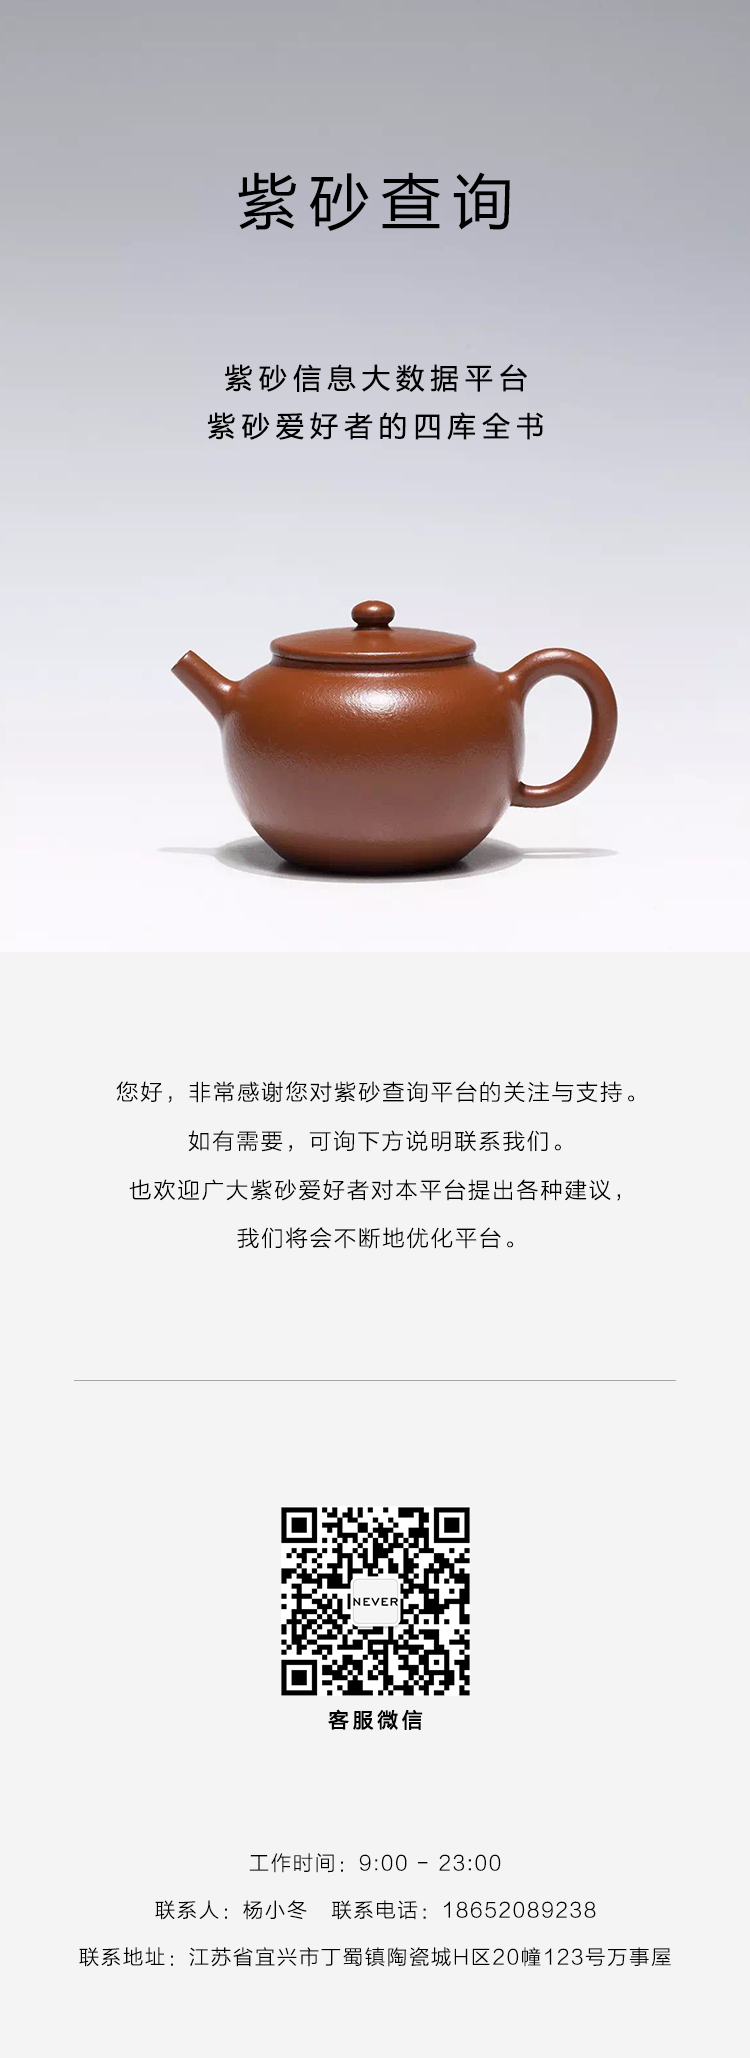 紫砂查询
紫砂信息大数据平台
紫砂爱好者的四库全书
您好，非常感谢您对紫砂查询平台的关注与支持。
如有需要，可询下方说明联系我们。
也欢迎广大紫砂爱好者对本平台提出各种建议，
我们将会不断地优化平台。
NEVER
客服微信
工作时间：9:00 - 23:00
联系人：杨小冬　联系电话：18652089238
联系地址：江苏省宜兴市丁蜀镇陶瓷城H区20幢123号万事屋